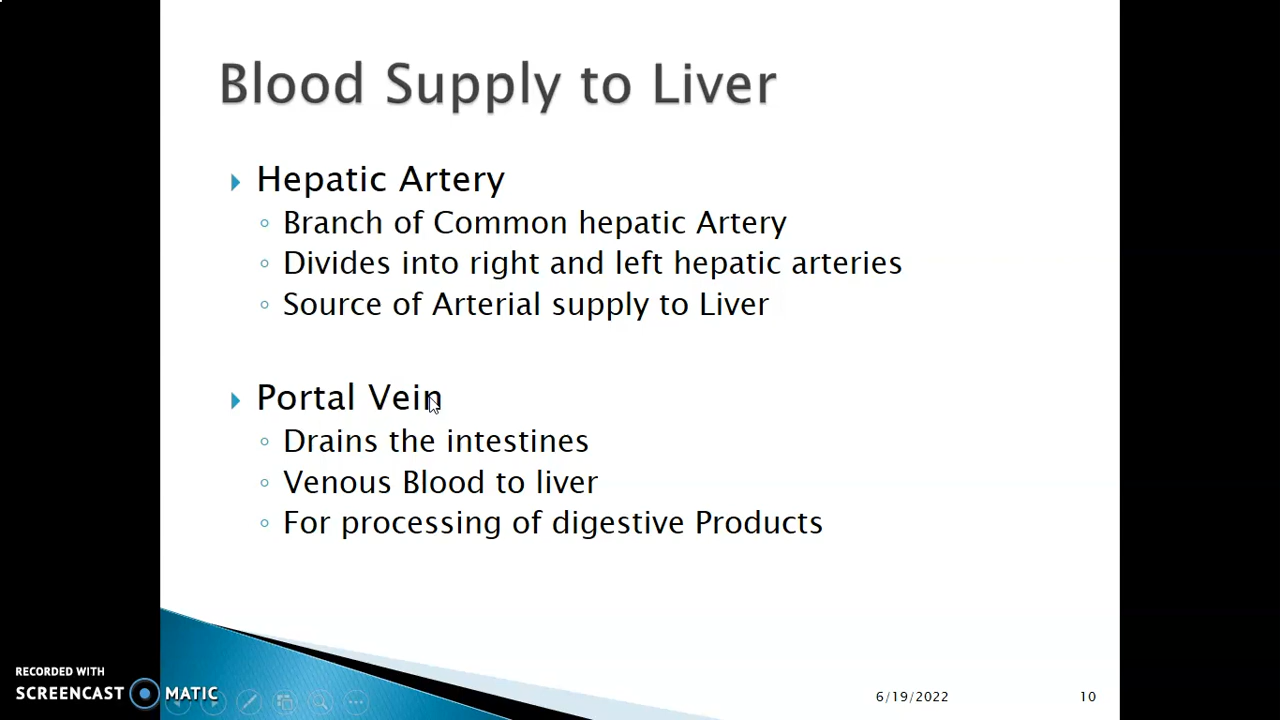 Blood Supply to Liver
Hepatic Artery
Branch of Common hepatic Artery
Divides into right and left hepatic arteries
Source of Arterial supply to Liver
Portal Vein
Drains the intestines
Venous Blood to liver
For processing of digestive Products
RECORDED WITH
SCREENCAST MATIC
6/19/2022
10